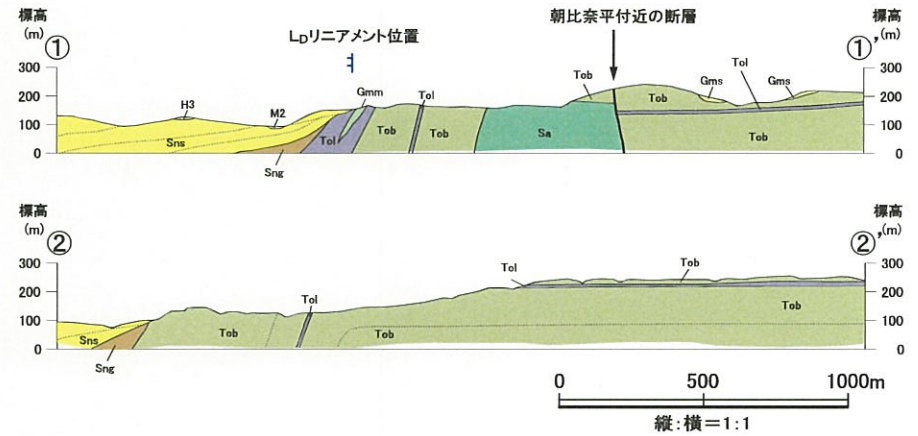 標高
(m)
①
LDリニアメント位置
朝比奈平付近の断層
標高
①'
(m)
300
200
100
0
H3
M2
Gmm
Tol
Tob
Gms
Tol
Gms
Tob
Sns
Sng
Tol
Tob
Tob
Sa
Tob
300
200
100
0
標高
(m)
②
標高
②'
(m)
300
200
100
0
Tol
Tob
Tol
Tob
Tob
Tob
Sns
Sng
300
200
100
0
0 500 1000m
縦:横=1:1